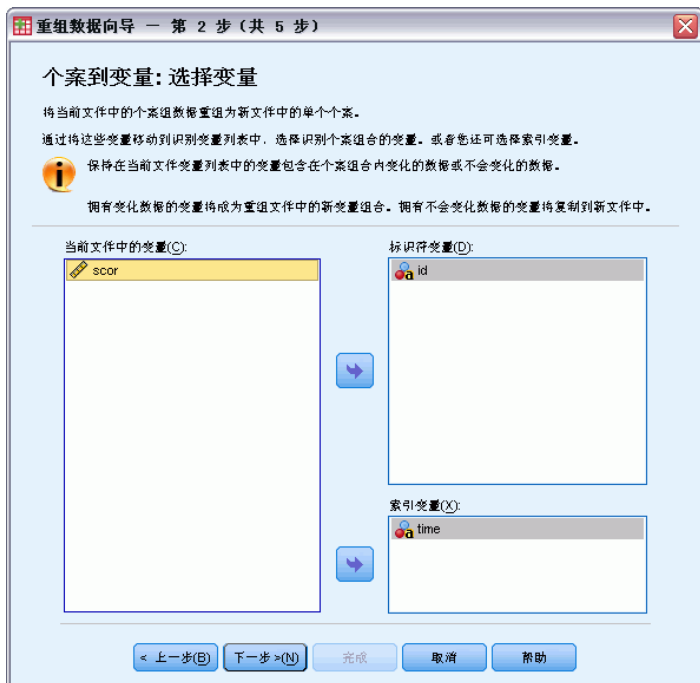 重组数据向导 — 第 2 步（共 5 步）
个案到变量: 选择变量
将当前文件中的个案组数据重组为新文件中的单个个案。
通过将这些变量移动到识别变量列表中，选择识别个案组合的变量。或者您还可选择索引变量。
保持在当前文件变量列表中的变量包含在个案组合内变化的数据或不会变化的数据。
拥有变化数据的变量将成为重组文件中的新变量组合。拥有不会变化数据的变量将复制到新文件中。
当前文件中的变量(C):
scor
标识符变量(D):
id
索引变量(X):
time
< 上一步(B)
下一步 >(N)
完成
取消
帮助